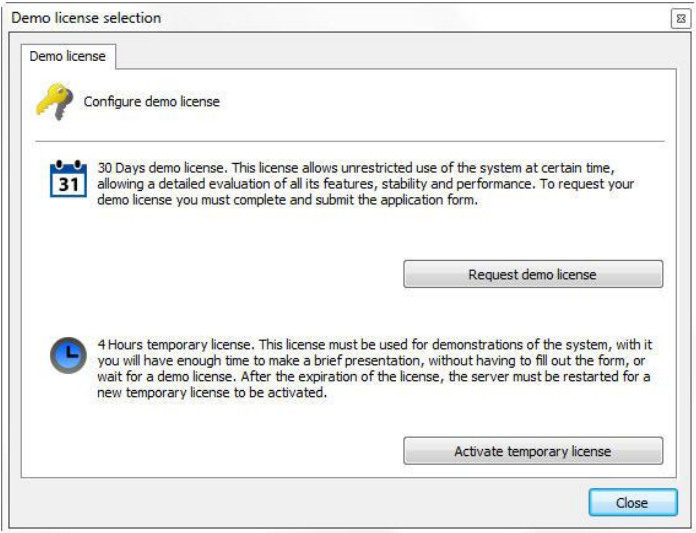 Demo license selection
Demo license
Configure demo license
30 Days demo license. This license allows unrestricted use of the system at certain time,
31
allowing a detailed evaluation of all its features, stability and performance. To request your
demo license you must complete and submit the application form.
Request demo license
4 Hours temporary license. This license must be used for demonstrations of the system, with it
you will have enough time to make a brief presentation, without having to fill out the form, or
wait for a demo license. After the expiration of the license, the server must be restarted for a
new temporary license to be activated.
Activate temporary license
Close